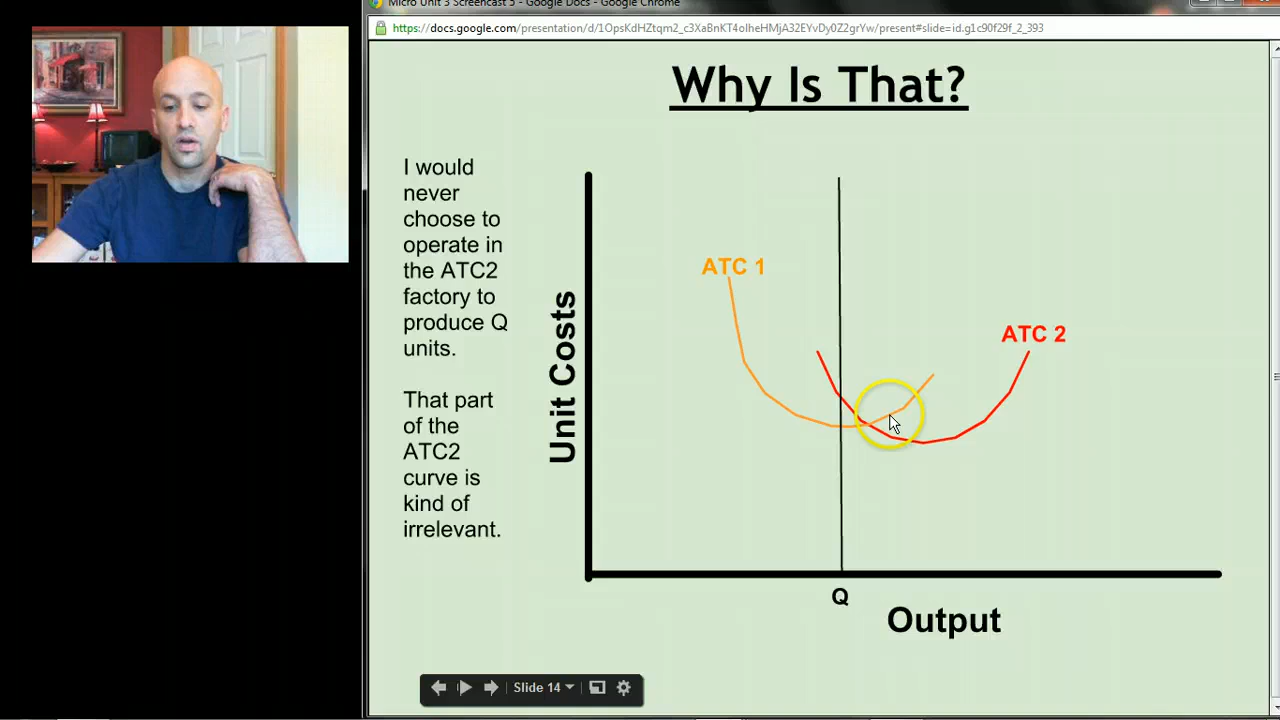 Micro Unit 3 Screencast 5 - Google Docs - Google Chrome
https://docs.google.com/presentation/d/1OpsKdHZtqm2_c3XaBnKT4oIheHMjA32EYvDy0Z2grYw/present#slide=id.g1c90f29f_2_393
Why Is That?
I would
never
choose to
operate in
the ATC2
factory to
produce Q
units.
That part
of the
ATC2
curve is
kind of
irrelevant.
Unit Costs
ATC 1
ATC 2
Q
Output
Slide 14